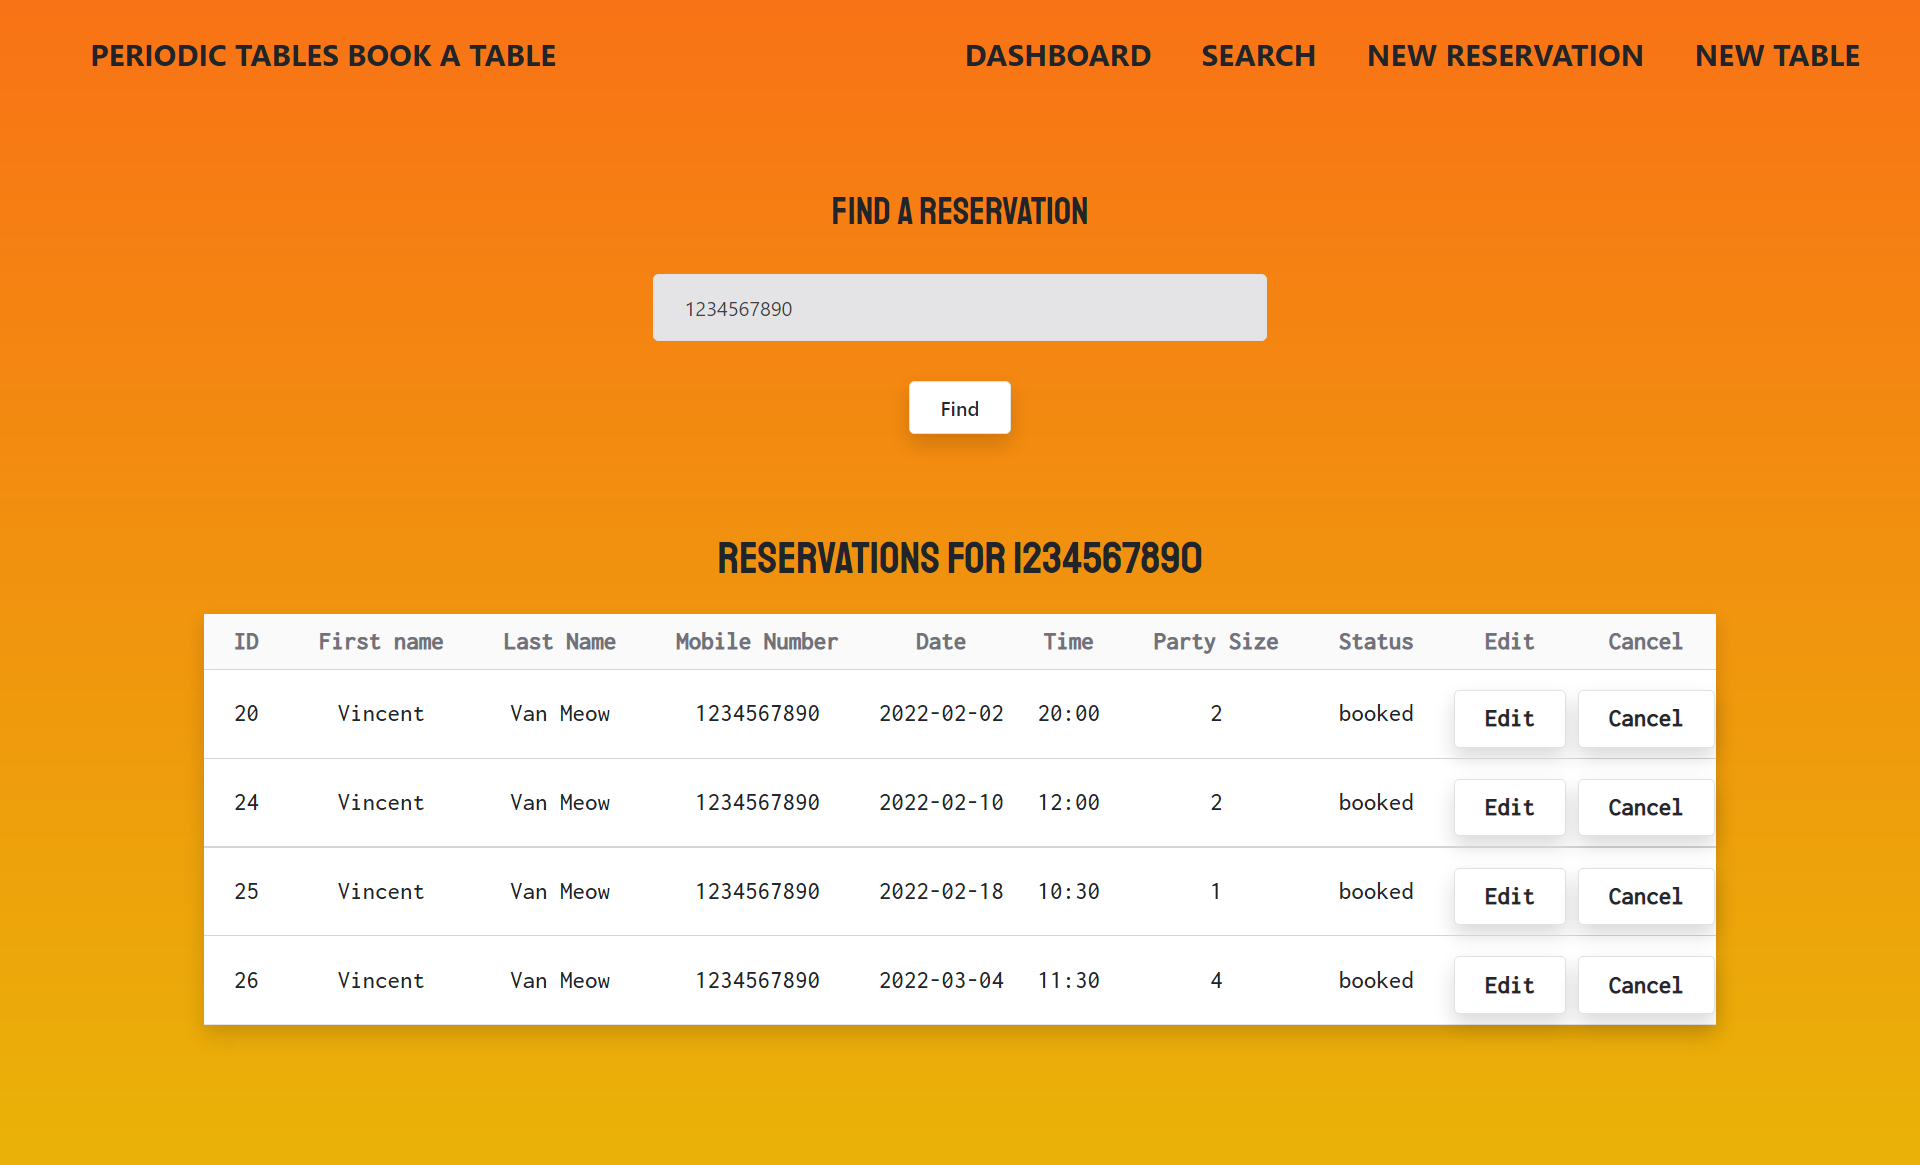 PERIODIC TABLES BOOK A TABLE DASHBOARD SEARCH NEW RESERVATION NEW TABLE
FIND A RESERVATION
1234567890
Find
RESERVATIONS FOR 1234567890
ID First name Last Name Mobile Number Date Time Party Size Status Edit Cancel
20 Vincent Van Meow 1234567890 2022-02-02 20:00 2 booked Edit Cancel
24 Vincent Van Meow 1234567890 2022-02-10 12:00 2 booked Edit Cancel
25 Vincent Van Meow 1234567890 2022-02-18 10:30 1 booked Edit Cancel
26 Vincent Van Meow 1234567890 2022-03-04 11:30 4 booked Edit Cancel